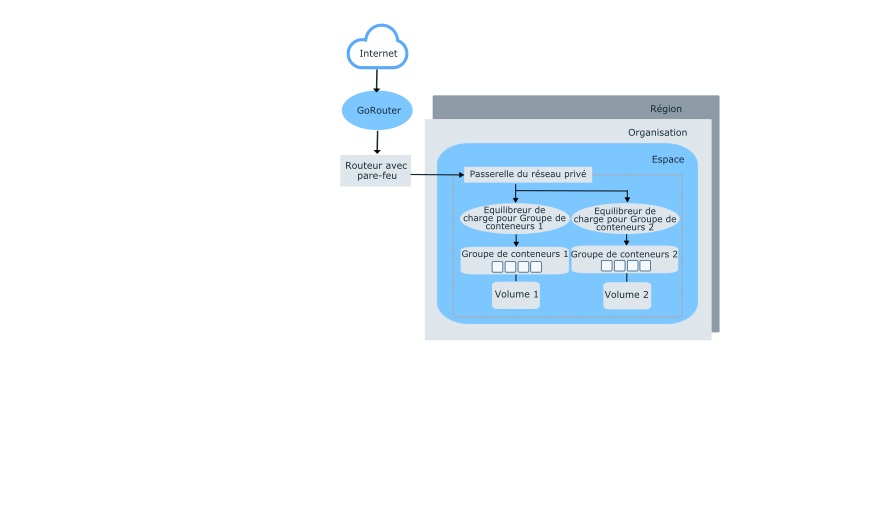 Internet
GoRouter
Région
Organisation
Routeur avec
pare-feu
Espace
Passerelle du réseau privé
Equilibreur de
charge pour Groupe de
conteneurs 1
Equilibreur de
charge pour Groupe de
conteneurs 2
Groupe de conteneurs 1
Groupe de conteneurs 2
Volume 1
Volume 2